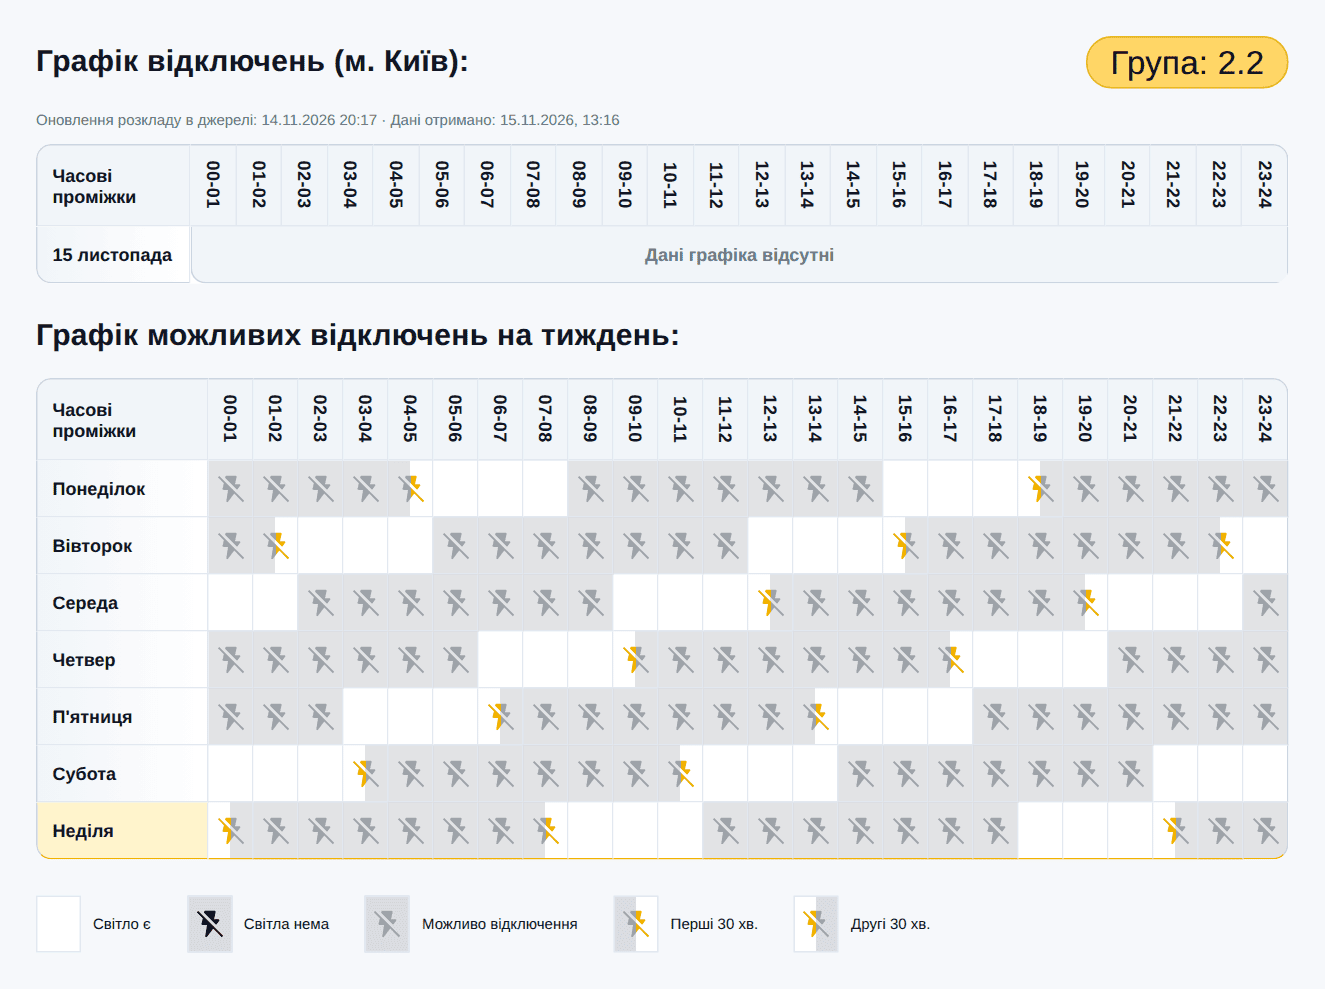 Графік відключень (м. Київ):
Група: 2.2
Оновлення розкладу в джерелі: 14.11.2026 20:17 · Дані отримано: 15.11.2026, 13:16
Часові
проміжки
00-01 01-02 02-03 03-04 04-05 05-06 06-07 07-08 08-09 09-10 10-11 11-12 12-13 13-14 14-15 15-16 16-17 17-18 18-19 19-20 20-21 21-22 22-23 23-24
15 листопада
Дані графіка відсутні
Графік можливих відключень на тиждень:
Часові
проміжки
00-01 01-02 02-03 03-04 04-05 05-06 06-07 07-08 08-09 09-10 10-11 11-12 12-13 13-14 14-15 15-16 16-17 17-18 18-19 19-20 20-21 21-22 22-23 23-24
Понеділок
Вівторок
Середа
Четвер
П'ятниця
Субота
Неділя
Світло є
Світла нема
Можливо відключення
Перші 30 хв.
Другі 30 хв.